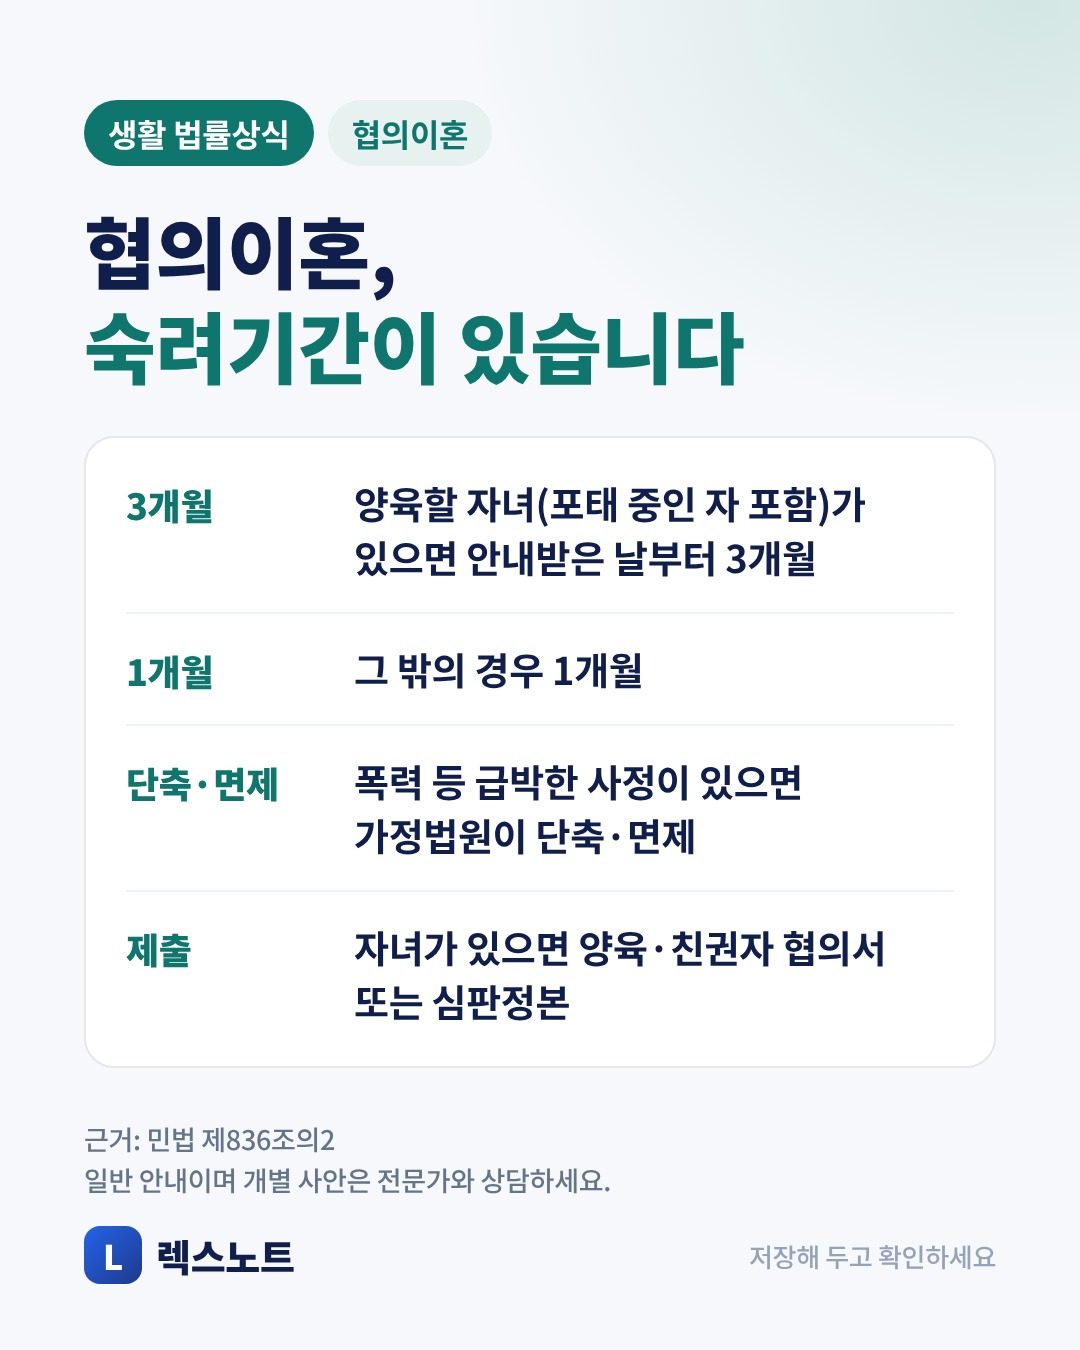 생활 법률상식
협의이혼
협의이혼,
숙려기간이 있습니다
3개월
양육할 자녀(포태 중인 자 포함)가
있으면 안내받은 날부터 3개월
1개월
그 밖의 경우 1개월
단축·면제
폭력 등 급박한 사정이 있으면
가정법원이 단축·면제
제출
자녀가 있으면 양육·친권자 협의서
또는 심판정본
근거: 민법 제836조의2
일반 안내이며 개별 사안은 전문가와 상담하세요.
L 렉스노트
저장해 두고 확인하세요